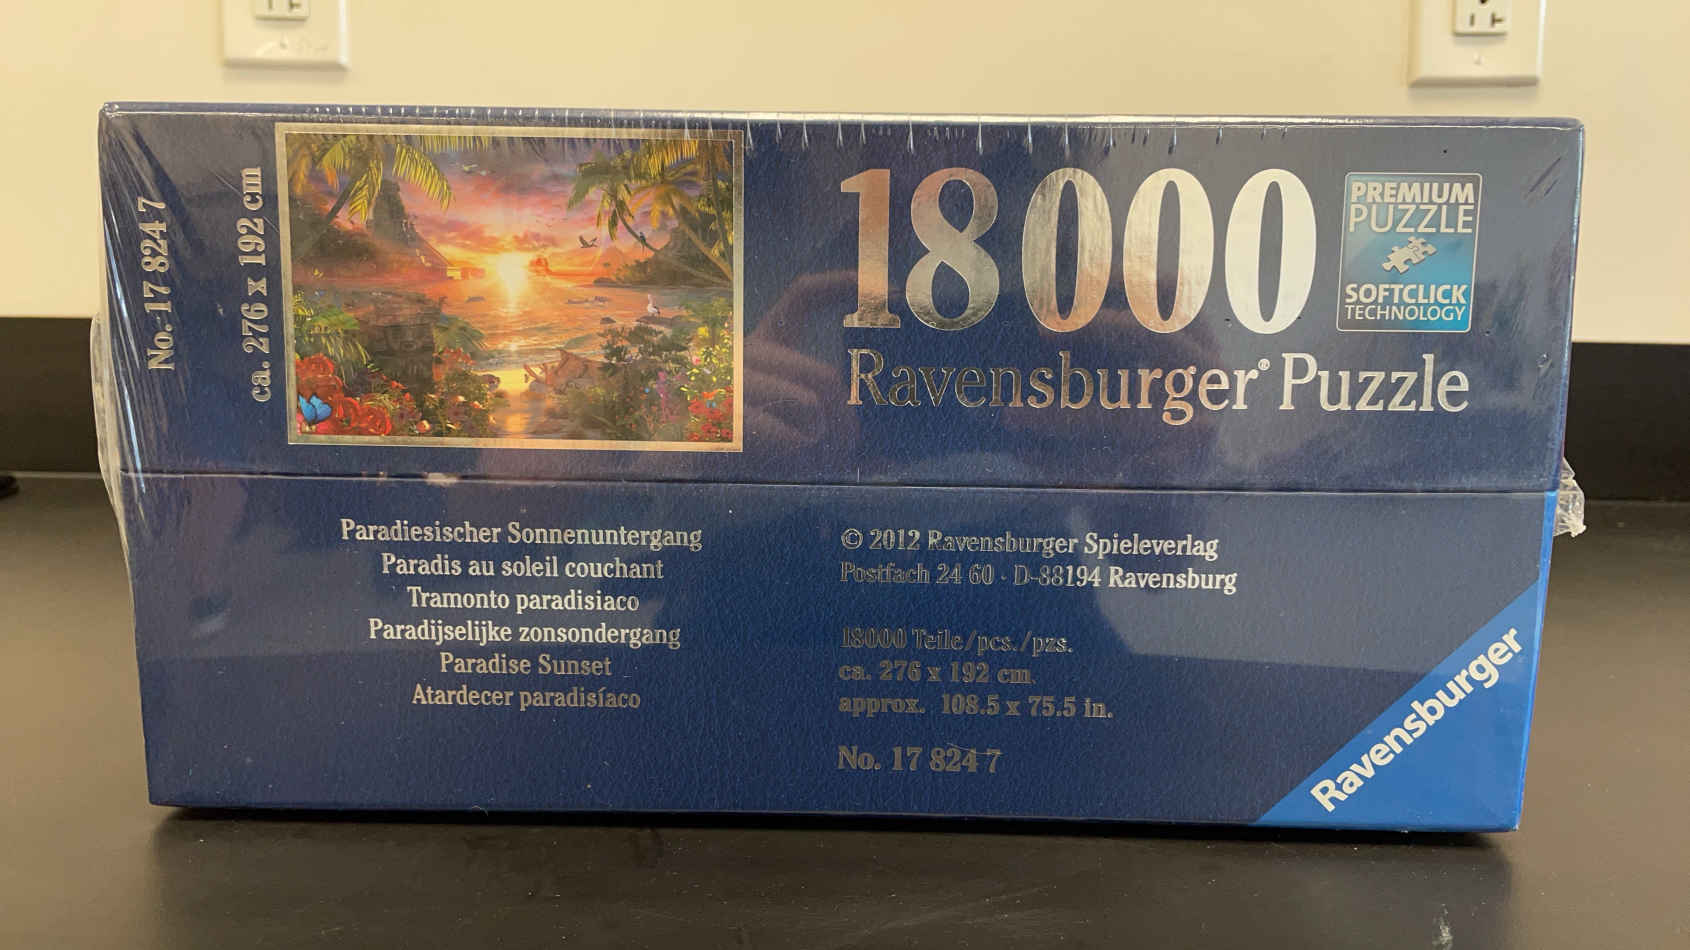 No. 17 824 7
ca. 276 x 192 cm
18000
Ravensburger® Puzzle
PREMIUM
PUZZLE
SOFTCLICK
TECHNOLOGY
Paradiesischer Sonnenuntergang
Paradis au soleil couchant
Tramonto paradisiaco
Paradijselijke zonsondergang
Paradise Sunset
Atardecer paradisíaco
© 2012 Ravensburger Spieleverlag
Postfach 24 60 · D-88194 Ravensburg
18000 Teile/pcs./pzs.
ca. 276 x 192 cm.
approx. 108.5 x 75.5 in.
No. 17 824 7
Ravensburger